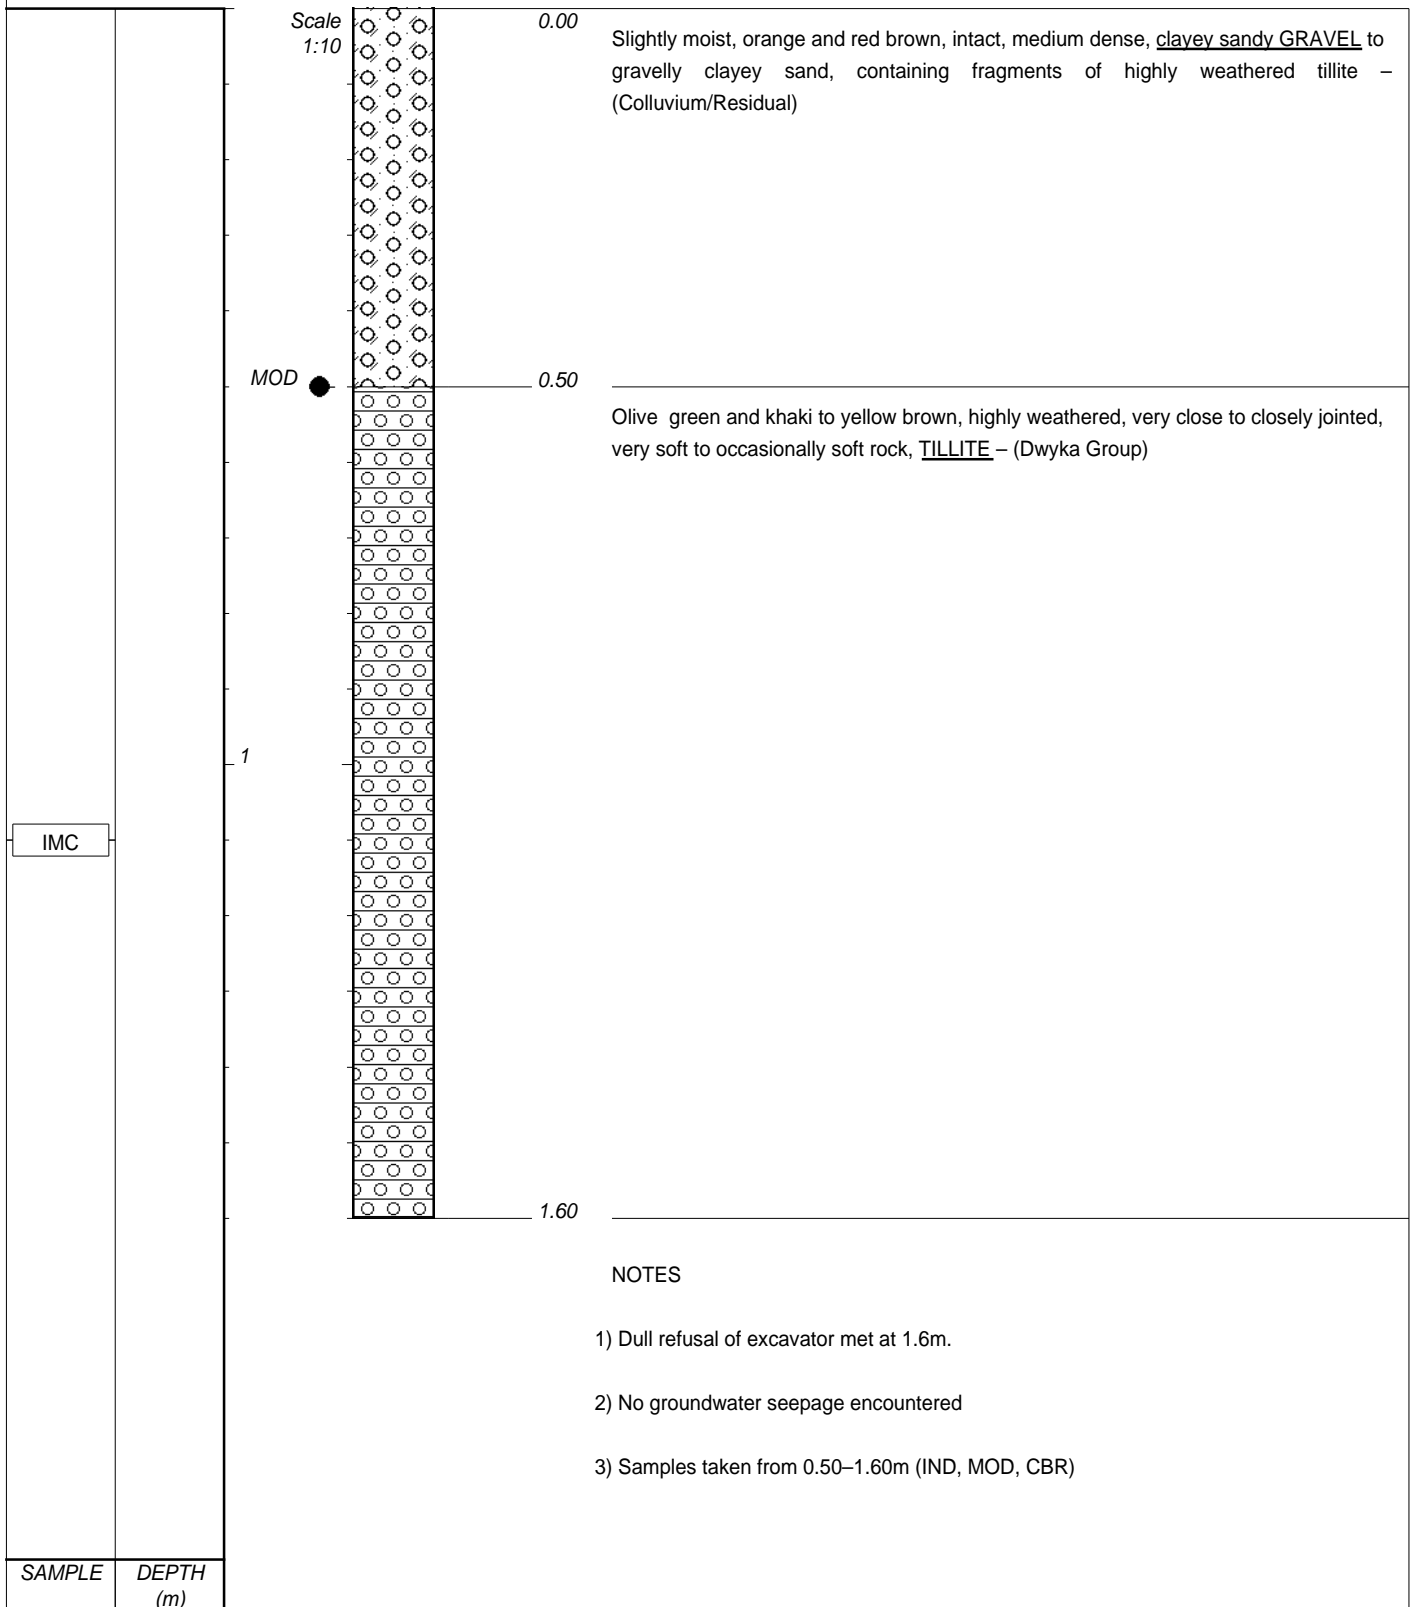 Scale
1:10
0.00
Slightly moist, orange and red brown, intact, medium dense, clayey sandy GRAVEL to
gravelly clayey sand, containing fragments of highly weathered tillite –
(Colluvium/Residual)
MOD
0.50
Olive green and khaki to yellow brown, highly weathered, very close to closely jointed,
very soft to occasionally soft rock, TILLITE – (Dwyka Group)
1
IMC
1.60
NOTES
1) Dull refusal of excavator met at 1.6m.
2) No groundwater seepage encountered
3) Samples taken from 0.50–1.60m (IND, MOD, CBR)
SAMPLE
DEPTH
(m)